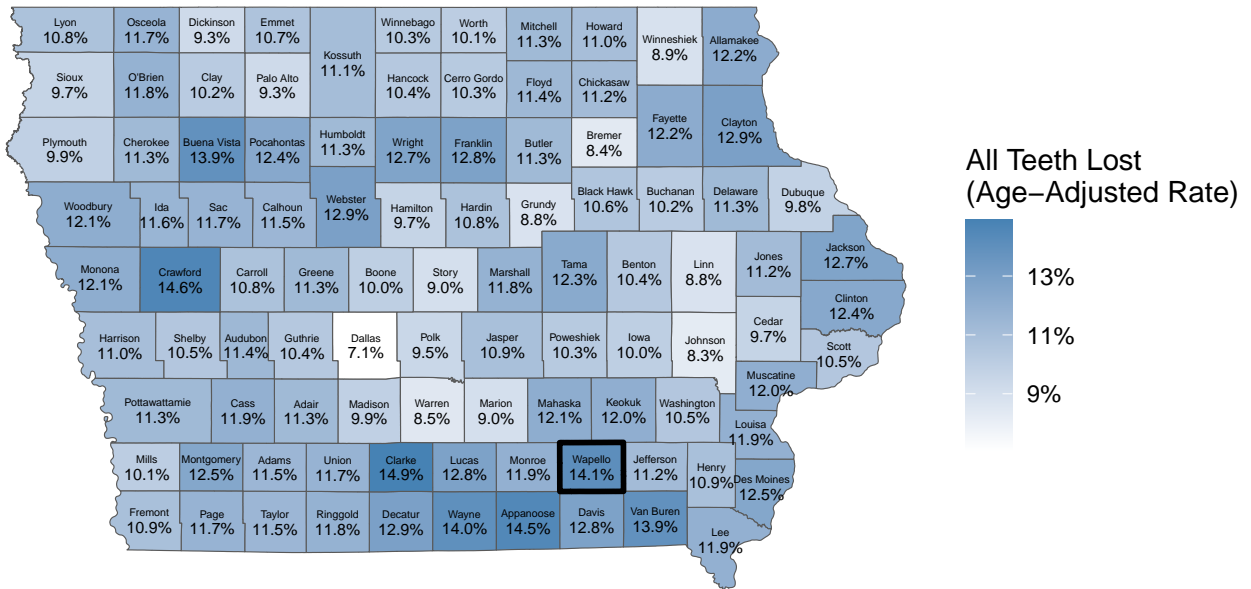 Lyon Osceola Dickinson Emmet Winnebago Worth Mitchell Howard Winneshiek Allamakee
10.8% 11.7% 9.3% 10.7% 10.3% 10.1% 11.3% 11.0% 8.9% 12.2%
Kossuth
11.1%
Sioux O'Brien Clay Palo Alto Hancock Cerro Gordo Floyd Chickasaw
9.7% 11.8% 10.2% 9.3% 10.4% 10.3% 11.4% 11.2%
Fayette Clayton
12.2% 12.9%
Plymouth Cherokee Buena Vista Pocahontas Humboldt Wright Franklin Butler Bremer
9.9% 11.3% 13.9% 12.4% 11.3% 12.7% 12.8% 11.3% 8.4%
Woodbury Ida Sac Calhoun Webster Hamilton Hardin Grundy Black Hawk Buchanan Delaware Dubuque
12.1% 11.6% 11.7% 11.5% 12.9% 9.7% 10.8% 8.8% 10.6% 10.2% 11.3% 9.8%
Monona Crawford Carroll Greene Boone Story Marshall Tama Benton Linn Jones Jackson
12.1% 14.6% 10.8% 11.3% 10.0% 9.0% 11.8% 12.3% 10.4% 8.8% 11.2% 12.7%
Clinton
12.4%
Harrison Shelby Audubon Guthrie Dallas Polk Jasper Poweshiek Iowa Johnson Cedar Scott
11.0% 10.5% 11.4% 10.4% 7.1% 9.5% 10.9% 10.3% 10.0% 8.3% 9.7% 10.5%
Muscatine
12.0%
Pottawattamie Cass Adair Madison Warren Marion Mahaska Keokuk Washington
11.3% 11.9% 11.3% 9.9% 8.5% 9.0% 12.1% 12.0% 10.5%
Louisa
11.9%
Mills Montgomery Adams Union Clarke Lucas Monroe Wapello Jefferson Henry Des Moines
10.1% 12.5% 11.5% 11.7% 14.9% 12.8% 11.9% 14.1% 11.2% 10.9% 12.5%
Fremont Page Taylor Ringgold Decatur Wayne Appanoose Davis Van Buren Lee
10.9% 11.7% 11.5% 11.8% 12.9% 14.0% 14.5% 12.8% 13.9% 11.9%
All Teeth Lost
(Age−Adjusted Rate)
13%
11%
9%